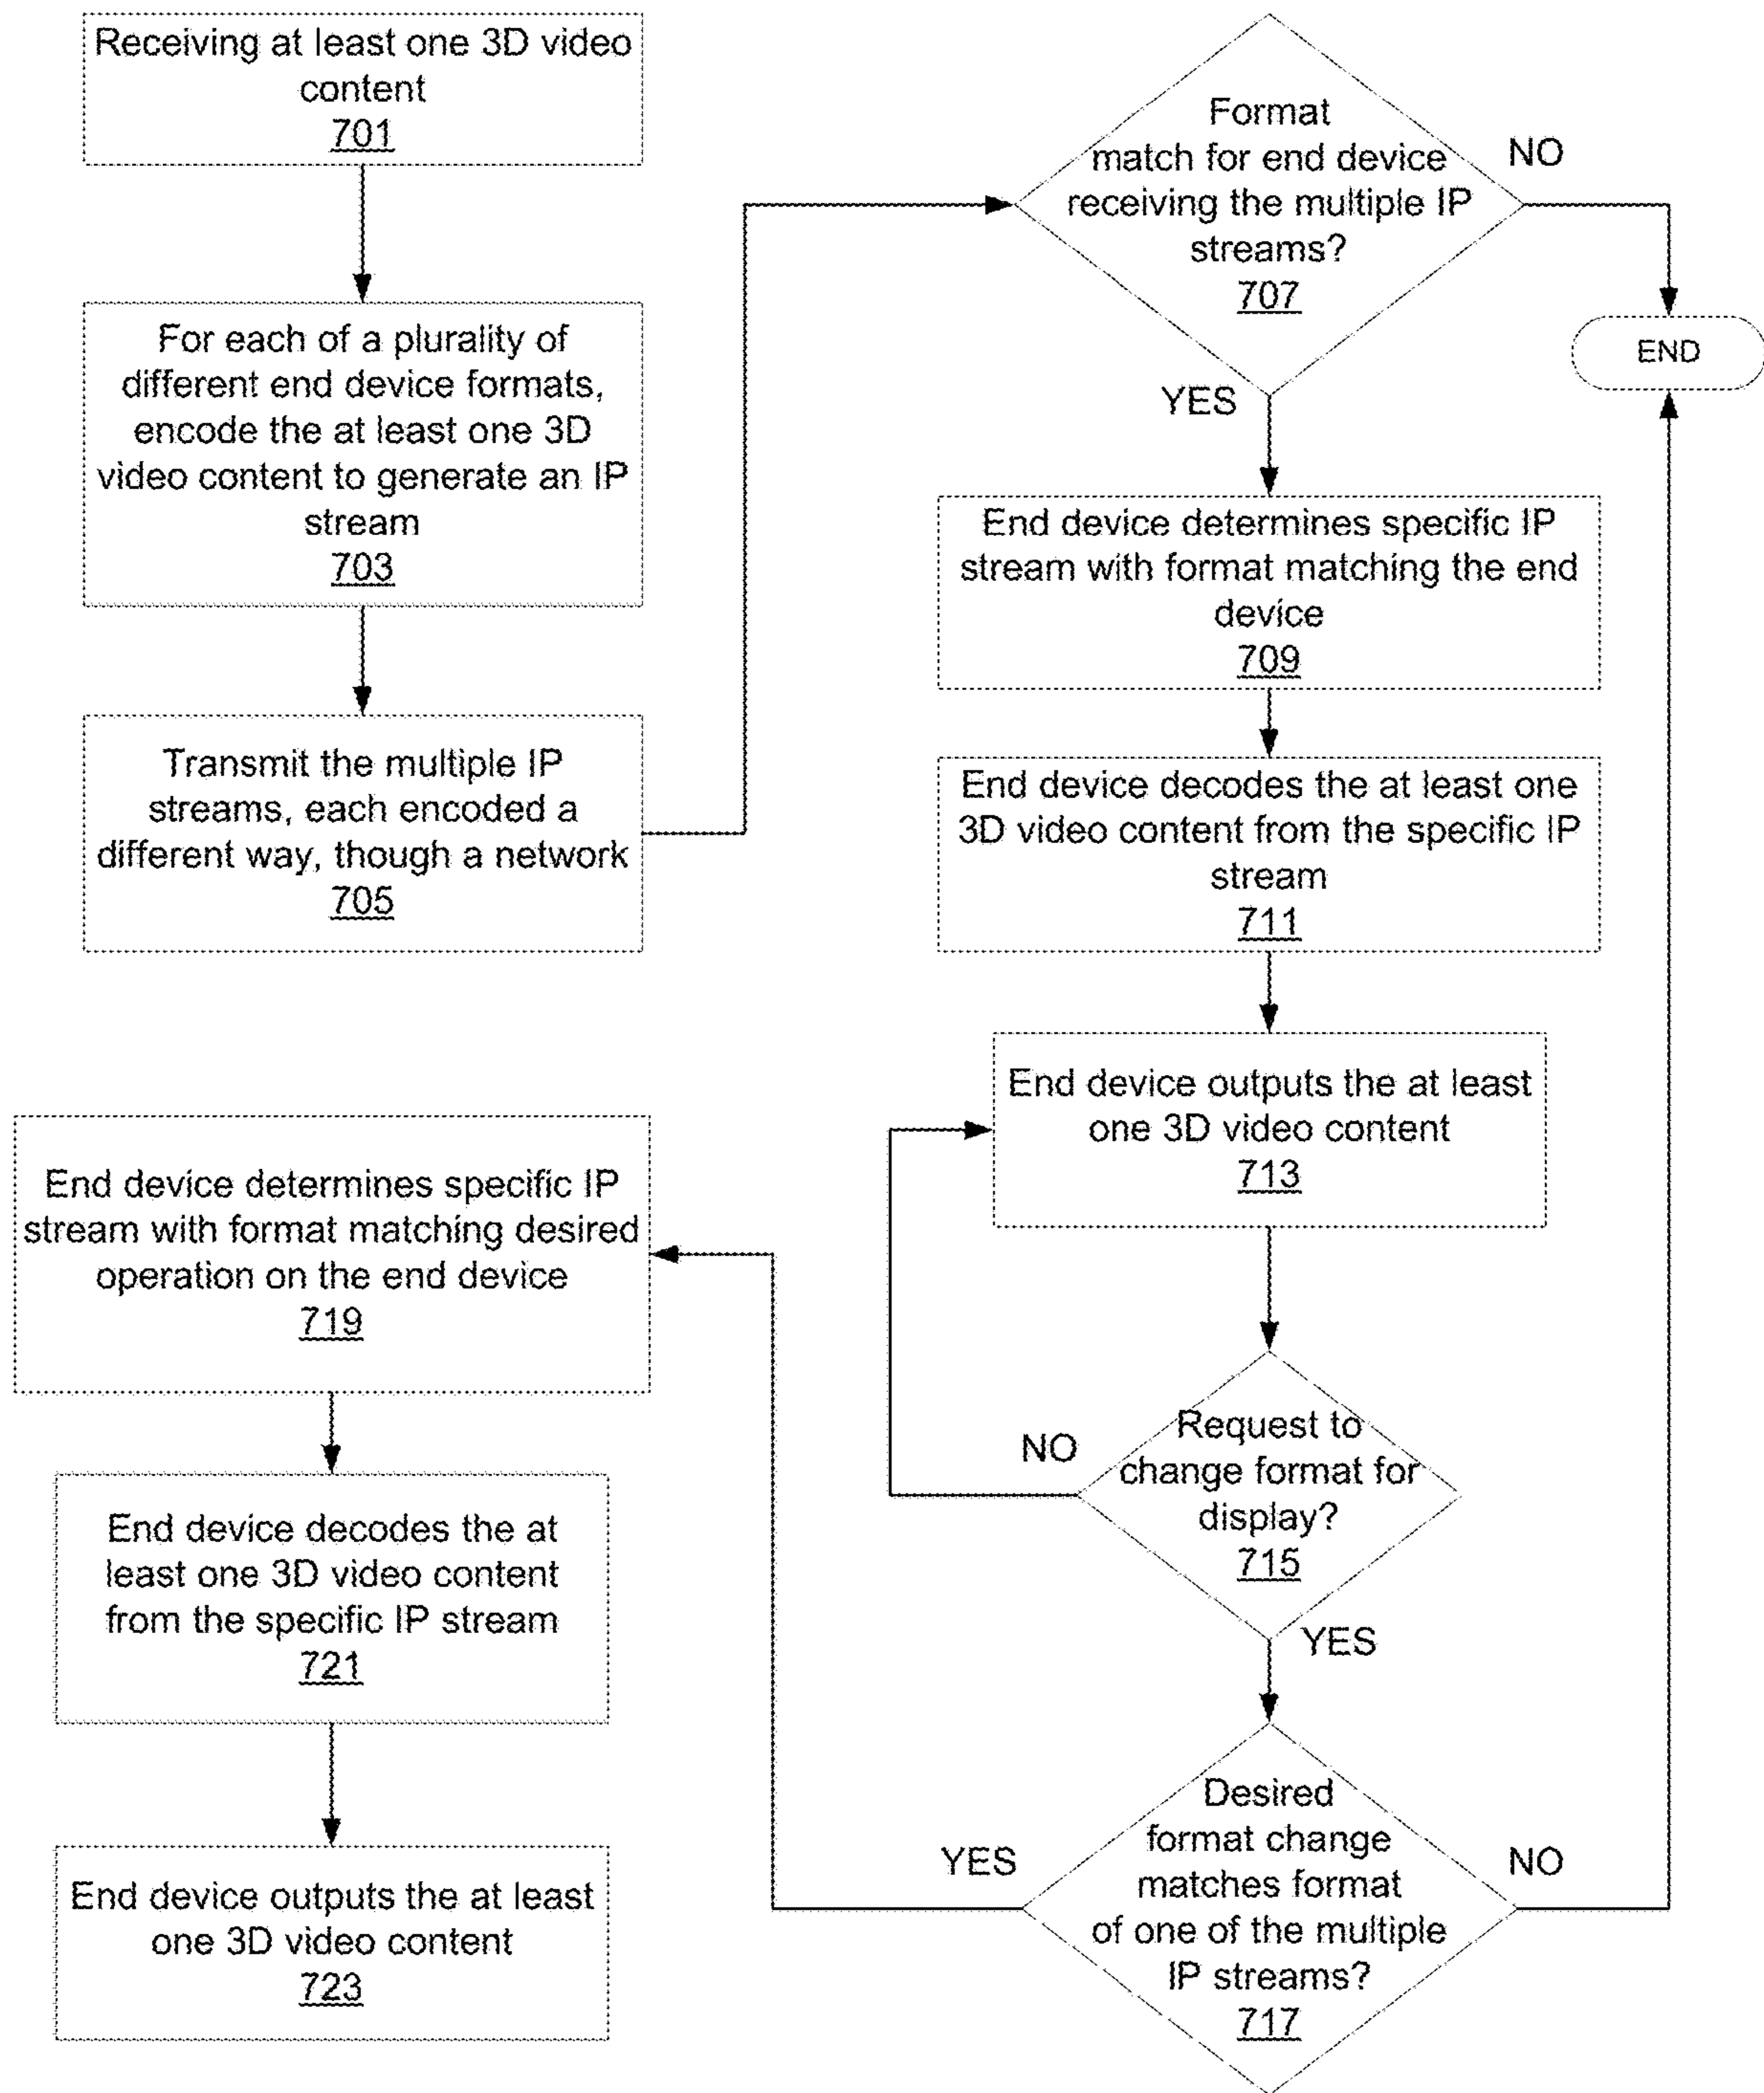 Receiving at least one 3D video
content
701
For each of a plurality of
different end device formats,
encode the at least one 3D
video content to generate an IP
stream
703
Transmit the multiple IP
streams, each encoded a
different way, though a network
705
Format
match for end device
receiving the multiple IP
streams?
707
NO
END
YES
End device determines specific IP
stream with format matching the end
device
709
End device decodes the at least one
3D video content from the specific IP
stream
711
End device outputs the at least
one 3D video content
713
Request to
change format for
display?
715
NO
YES
Desired
format change
matches format
of one of the multiple
IP streams?
717
YES
NO
End device determines specific IP
stream with format matching desired
operation on the end device
719
End device decodes the at
least one 3D video content
from the specific IP stream
721
End device outputs the at least
one 3D video content
723